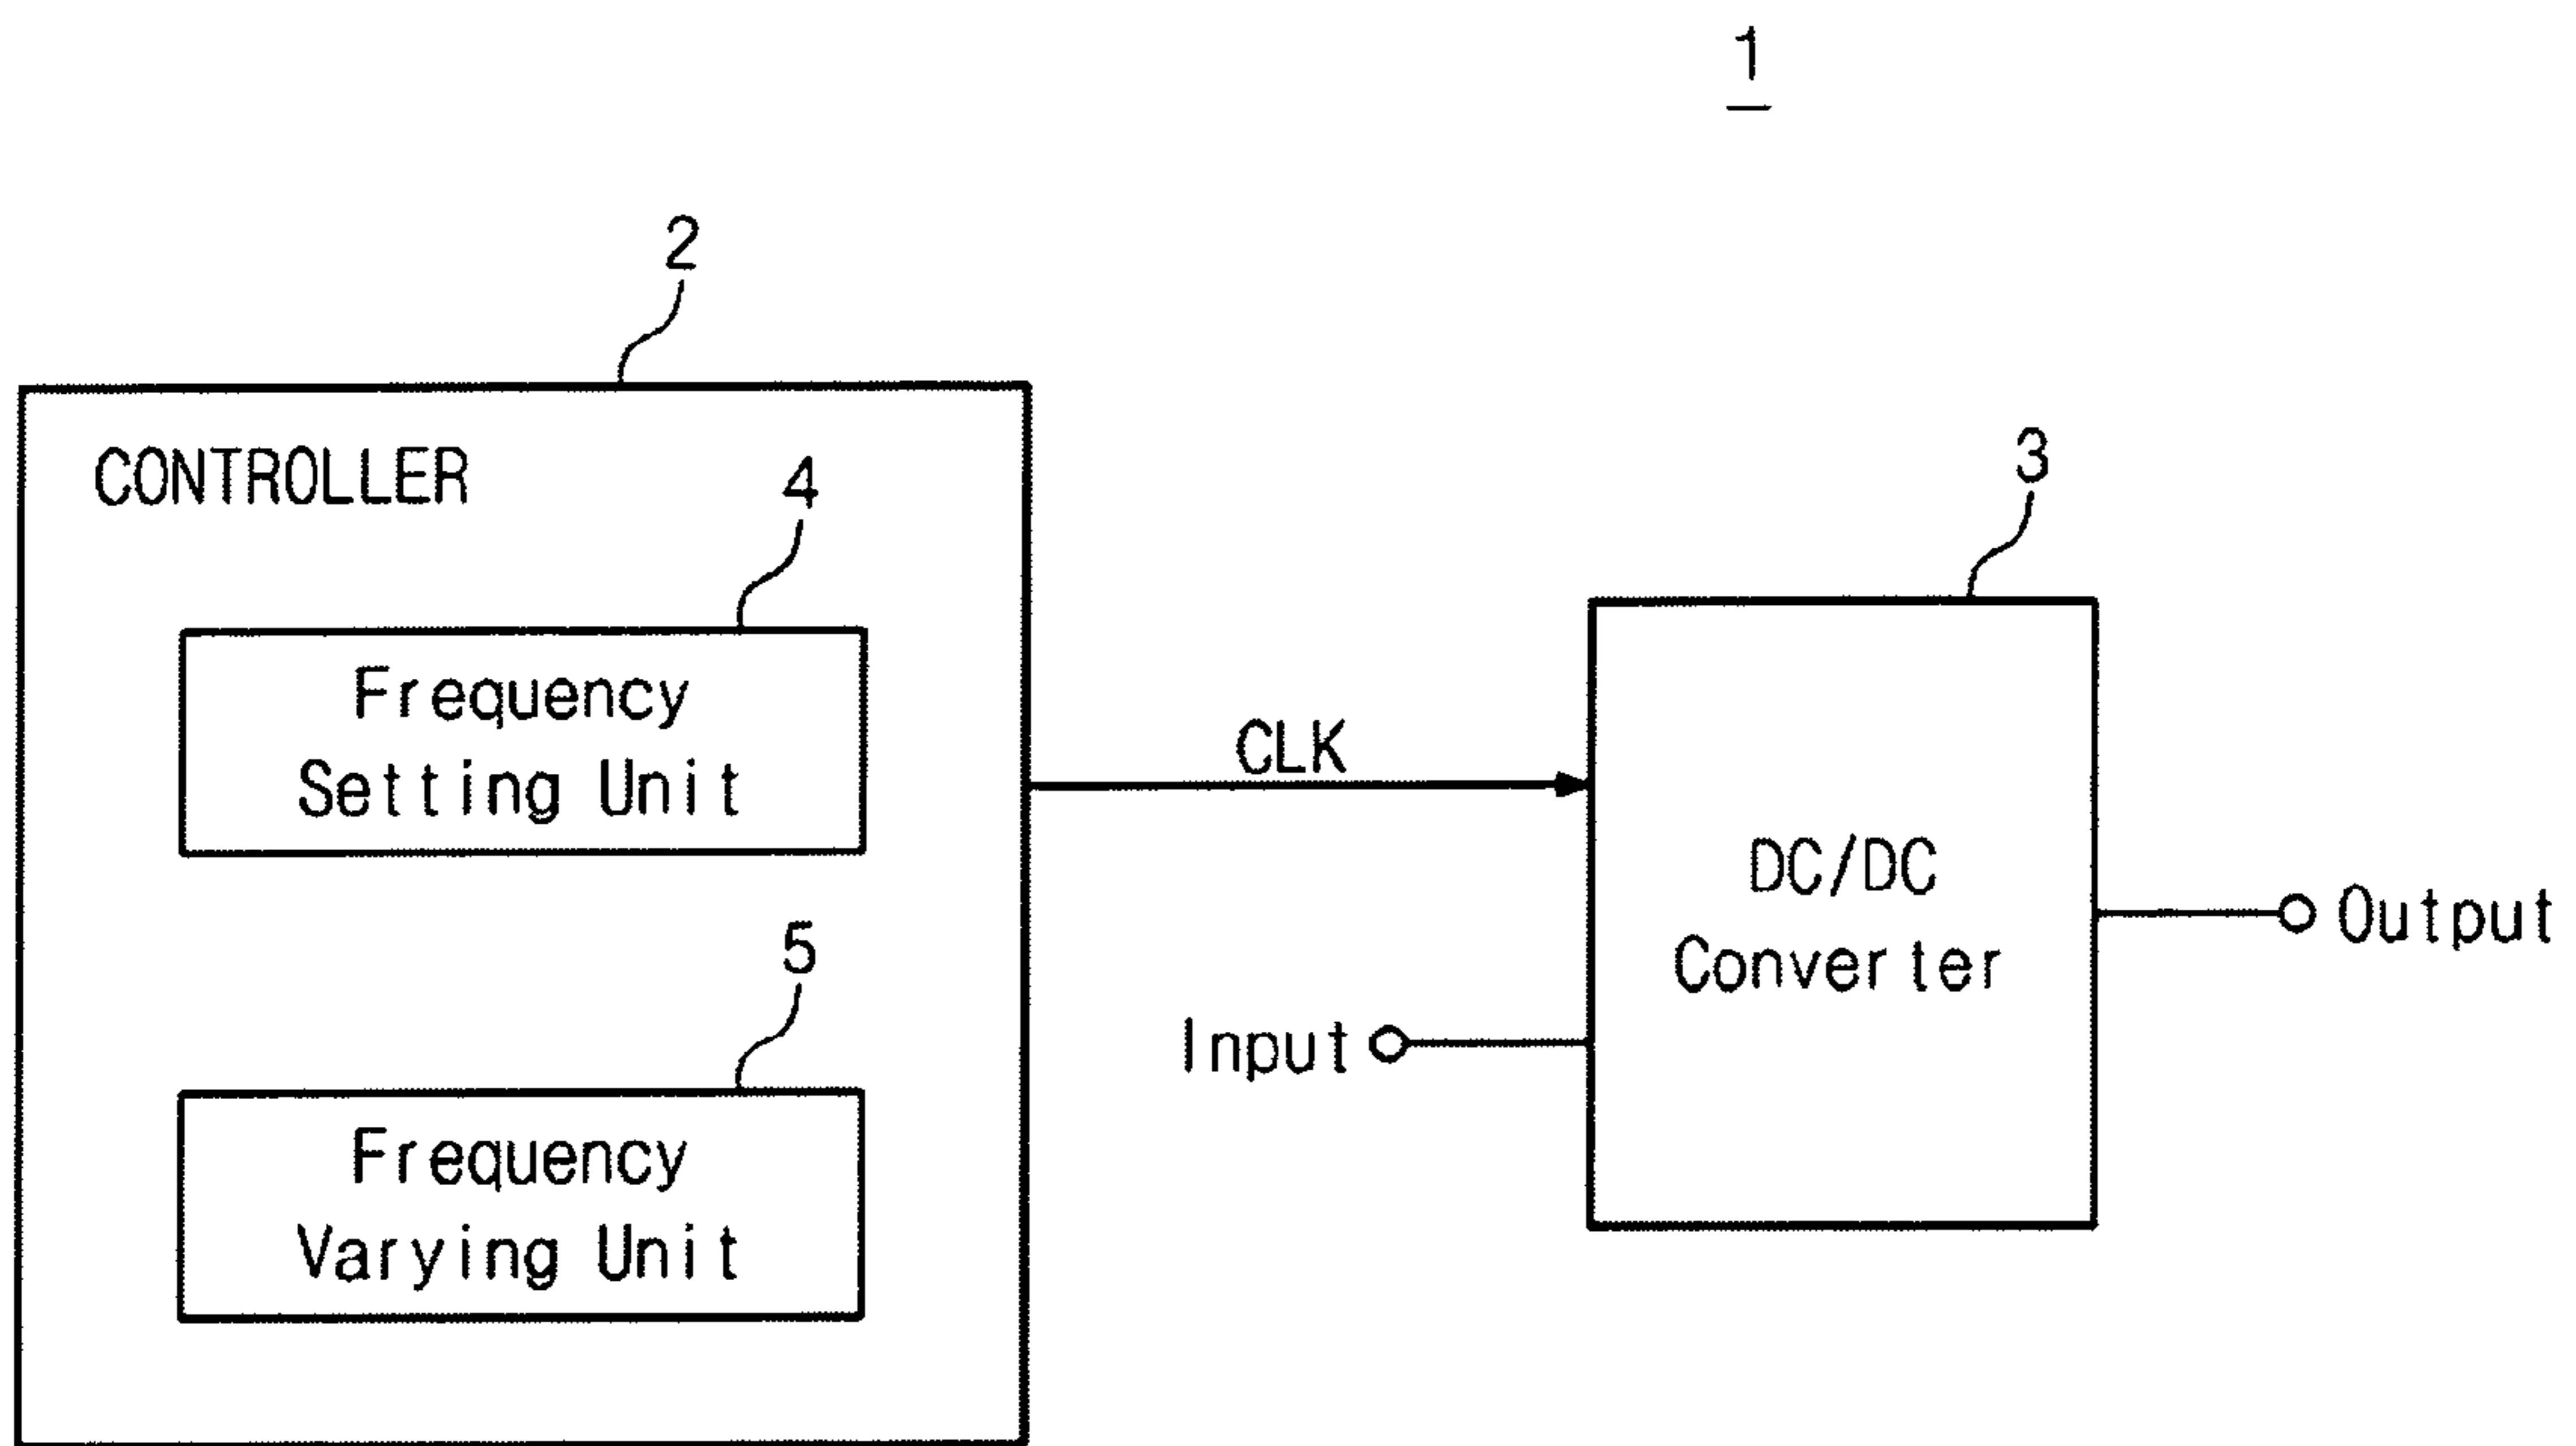 1
2
CONTROLLER
4
Frequency
Setting Unit
5
Frequency
Varying Unit
CLK
3
DC/DC
Converter
Input
Output